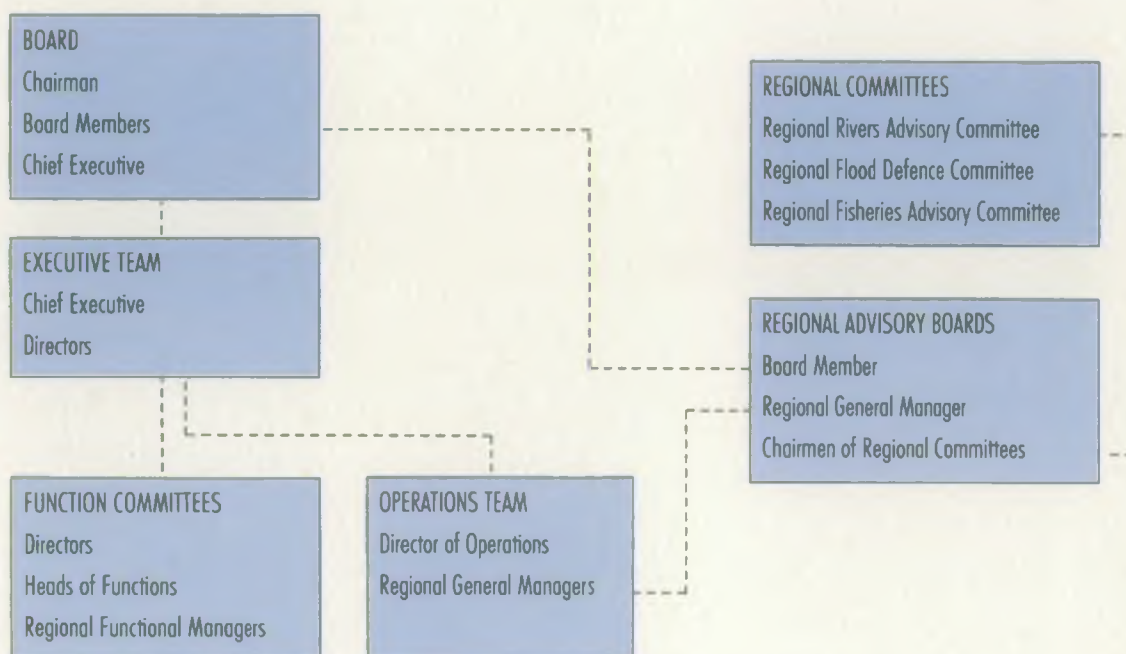 BOARD
Chairman
Board Members
Chief Executive
EXECUTIVE TEAM
Chief Executive
Directors
FUNCTION COMMITTEES
Directors
Heads of Functions
Regional Functional Managers
OPERATIONS TEAM
Director of Operations
Regional General Managers
REGIONAL COMMITTEES
Regional Rivers Advisory Committee
Regional Flood Defence Committee
Regional Fisheries Advisory Committee
REGIONAL ADVISORY BOARDS
Board Member
Regional General Manager
Chairmen of Regional Committees